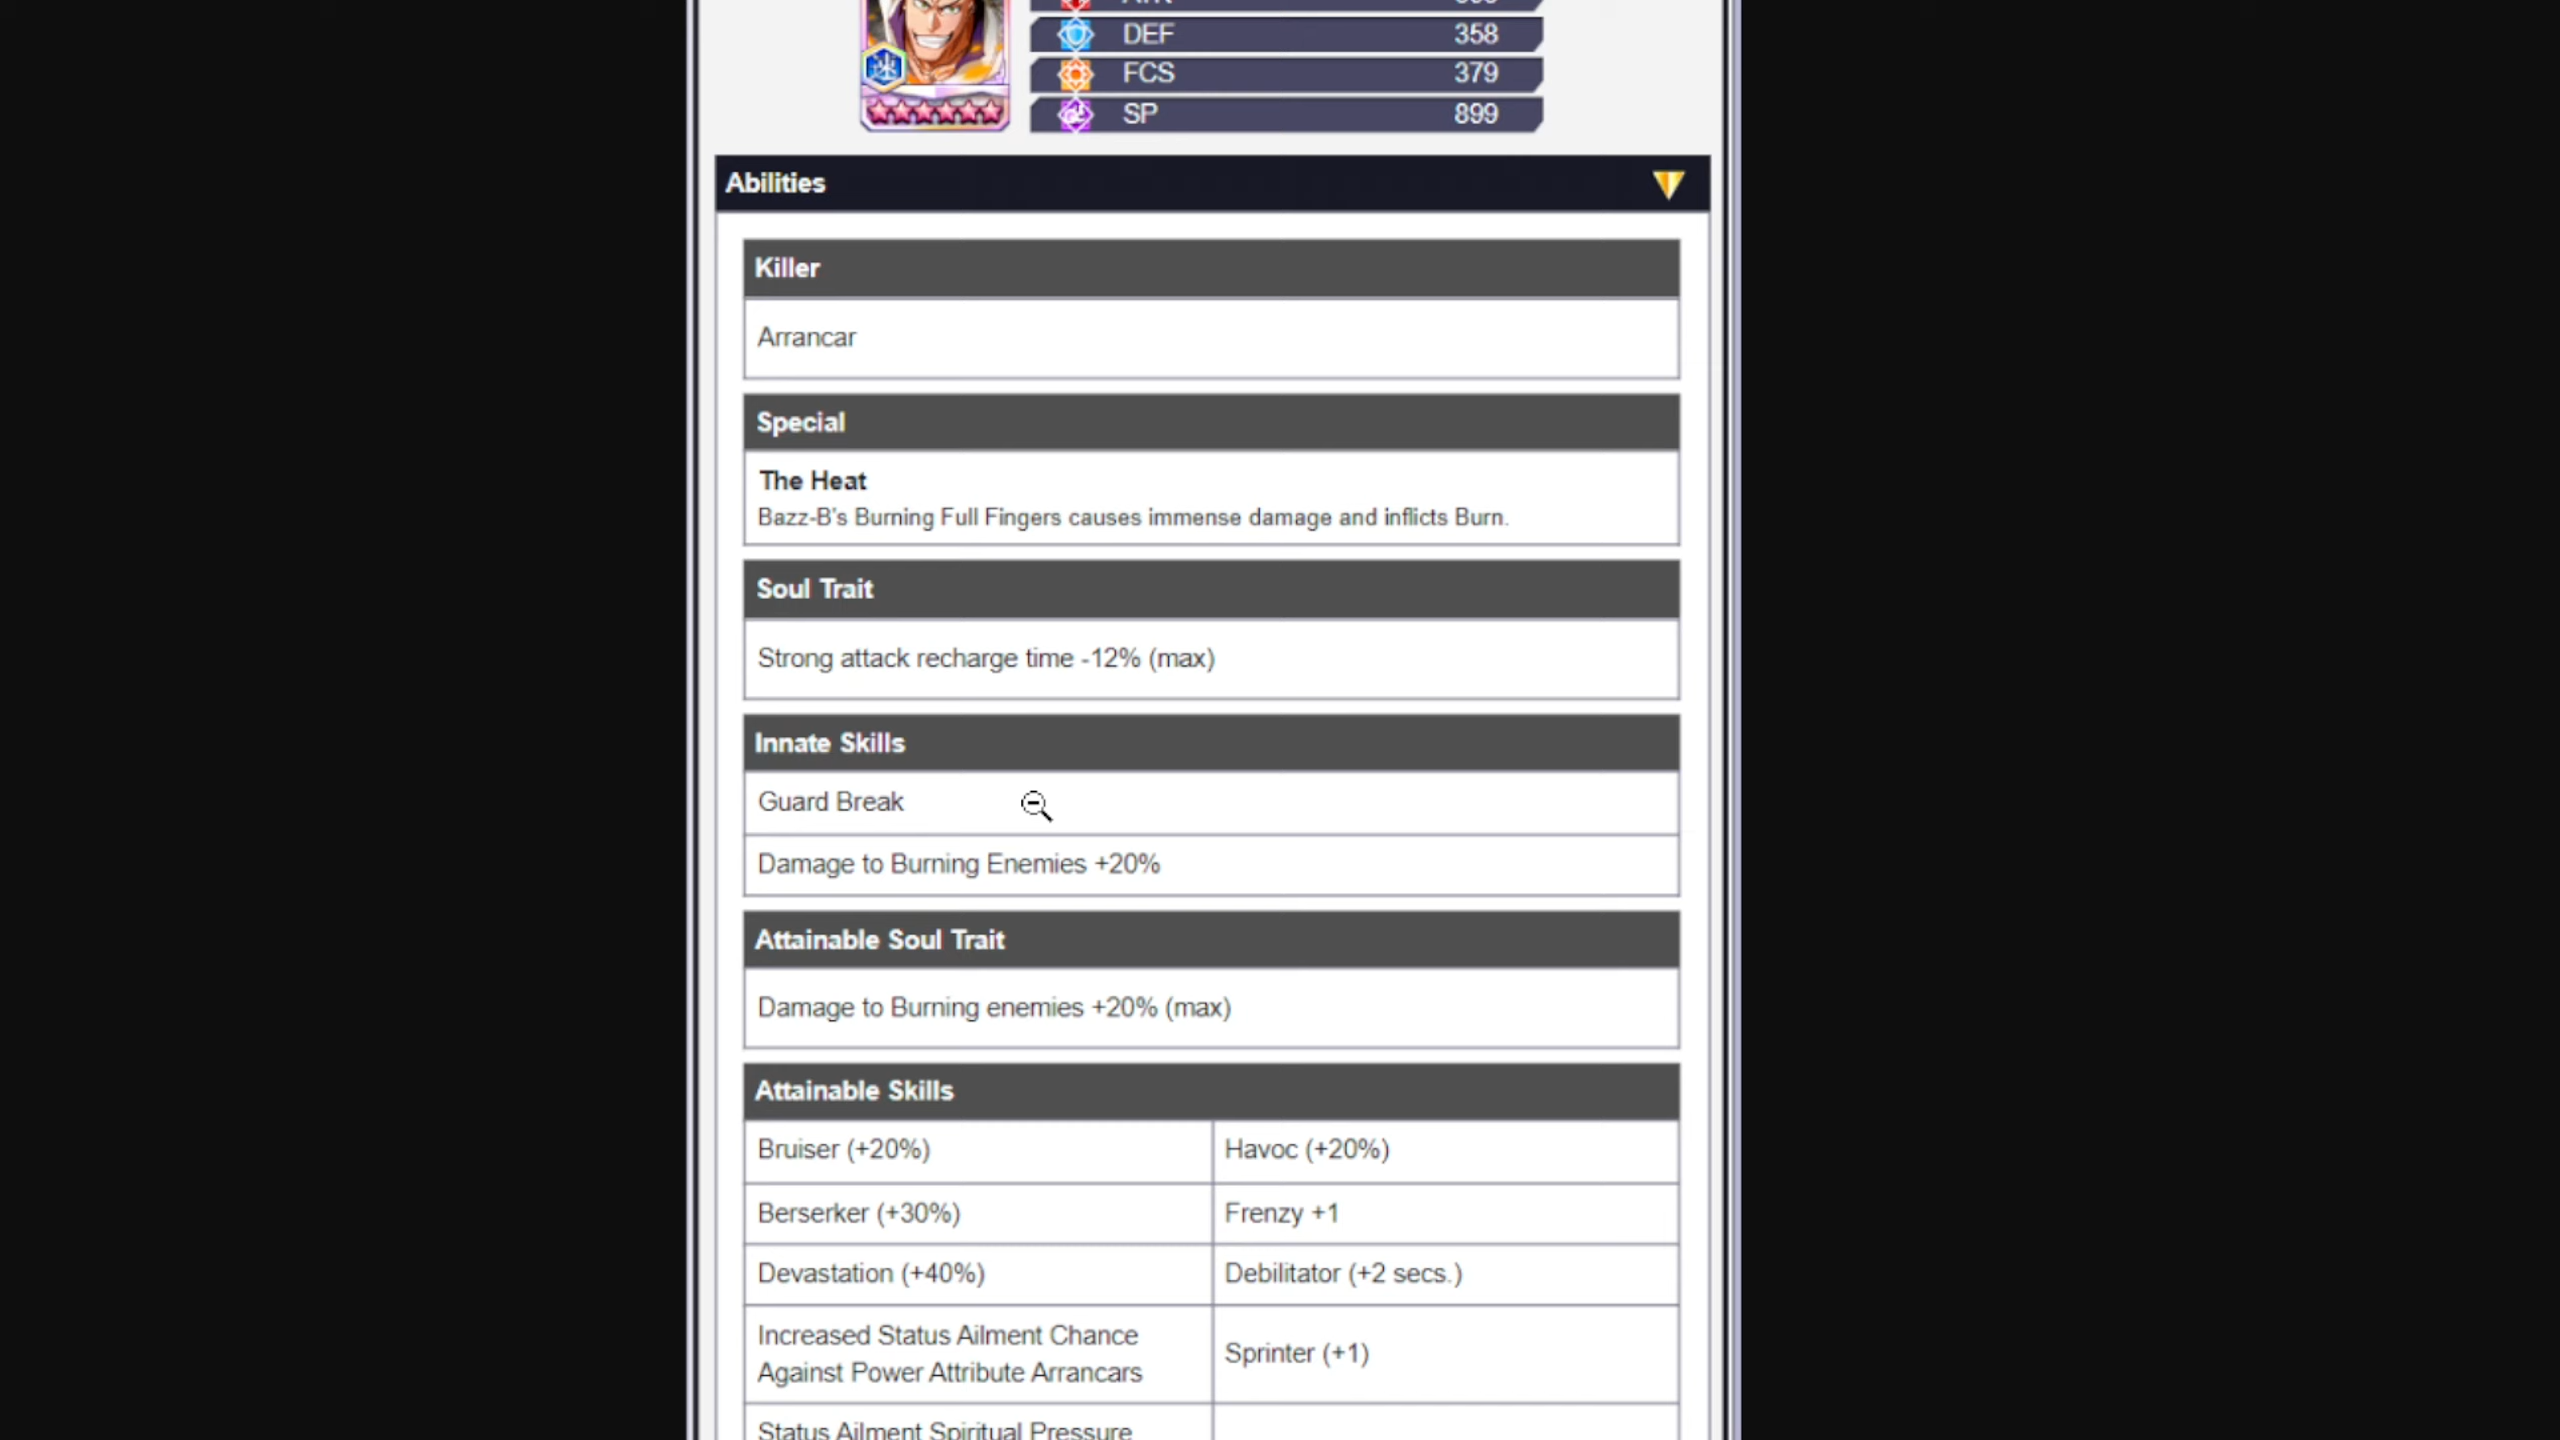 DEF 358
FCS 379
SP 899
Abilities
Killer
Arrancar
Special
The Heat
Bazz-B's Burning Full Fingers causes immense damage and inflicts Burn.
Soul Trait
Strong attack recharge time -12% (max)
Innate Skills
Guard Break
Damage to Burning Enemies +20%
Attainable Soul Trait
Damage to Burning enemies +20% (max)
Attainable Skills
Bruiser (+20%) Havoc (+20%)
Berserker (+30%) Frenzy +1
Devastation (+40%) Debilitator (+2 secs.)
Increased Status Ailment Chance
Against Power Attribute Arrancars
Sprinter (+1)
Status Ailment Spiritual Pressure